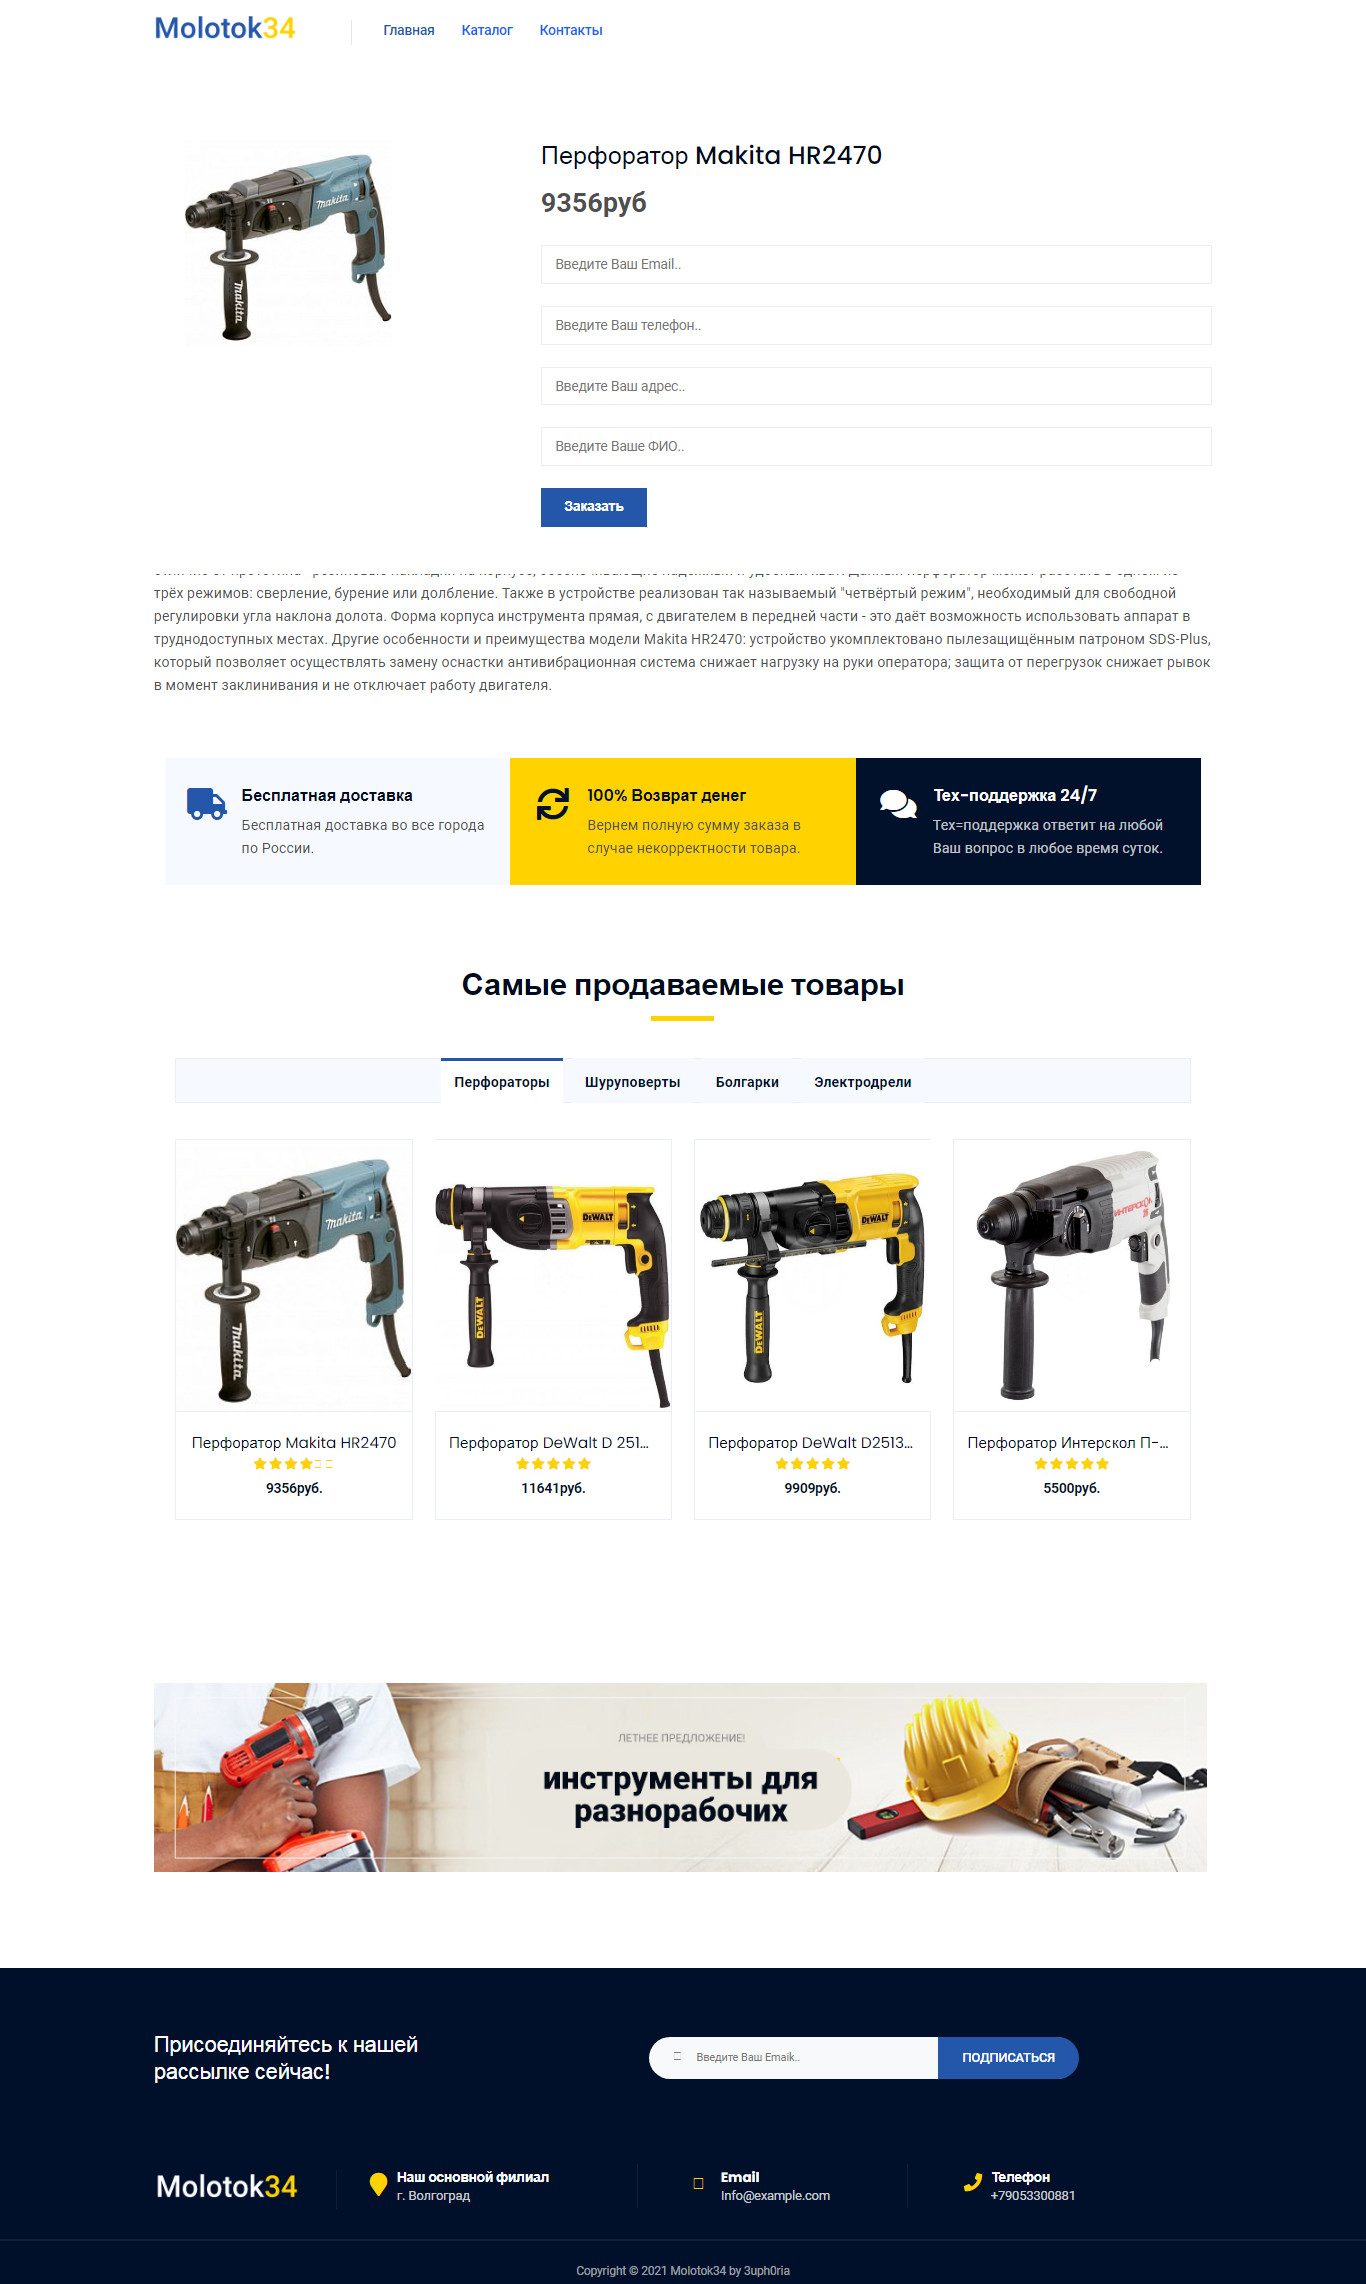 Molotok34
Главная Каталог Контакты
Перфоратор Makita HR2470
9356руб
Makita
Makita
Введите Ваш Email..
Введите Ваш телефон..
Введите Ваш адрес..
Введите Ваше ФИО..
Заказать
трёх режимов: сверление, бурение или долбление. Также в устройстве реализован так называемый "четвёртый режим", необходимый для свободной
регулировки угла наклона долота. Форма корпуса инструмента прямая, с двигателем в передней части - это даёт возможность использовать аппарат в
труднодоступных местах. Другие особенности и преимущества модели Makita HR2470: устройство укомплектовано пылезащищённым патроном SDS-Plus,
который позволяет осуществлять замену оснастки антивибрационная система снижает нагрузку на руки оператора; защита от перегрузок снижает рывок
в момент заклинивания и не отключает работу двигателя.
Бесплатная доставка
Бесплатная доставка во все города
по России.
100% Возврат денег
Вернем полную сумму заказа в
случае некорректности товара.
Тех-поддержка 24/7
Тех=поддержка ответит на любой
Ваш вопрос в любое время суток.
Самые продаваемые товары
Перфораторы Шуруповерты Болгарки Электродрели
Makita
Makita
DEWALT
DEWALT
DEWALT
DEWALT
ИНТЕРСКОЛ
Перфоратор Makita HR2470
9356руб.
Перфоратор DeWalt D 251...
11641руб.
Перфоратор DeWalt D2513...
9909руб.
Перфоратор Интерскол П-...
5500руб.
ЛЕТНЕЕ ПРЕДЛОЖЕНИЕ!
инструменты для
разнорабочих
Присоединяйтесь к нашей
рассылке сейчас!
Введите Ваш Emaik..
ПОДПИСАТЬСЯ
Molotok34
Наш основной филиал
г. Волгоград
Email
Info@example.com
Телефон
+79053300881
Copyright © 2021 Molotok34 by 3uph0ria